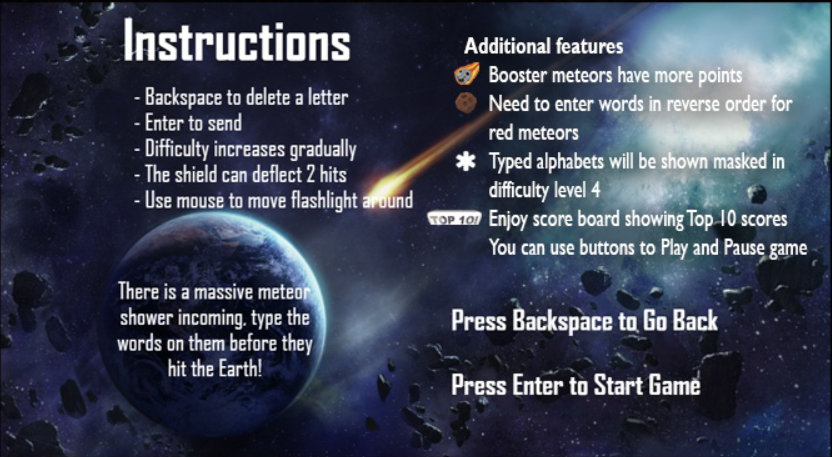 Instructions
- Backspace to delete a letter
- Enter to send
- Difficulty increases gradually
- The shield can deflect 2 hits
- Use mouse to move flashlight around
There is a massive meteor
shower incoming, type the
words on them before they
hit the Earth!
Additional features
Booster meteors have more points
Need to enter words in reverse order for
red meteors
Typed alphabets will be shown masked in
difficulty level 4
TOP 10!
Enjoy score board showing Top 10 scores
You can use buttons to Play and Pause game
Press Backspace to Go Back
Press Enter to Start Game